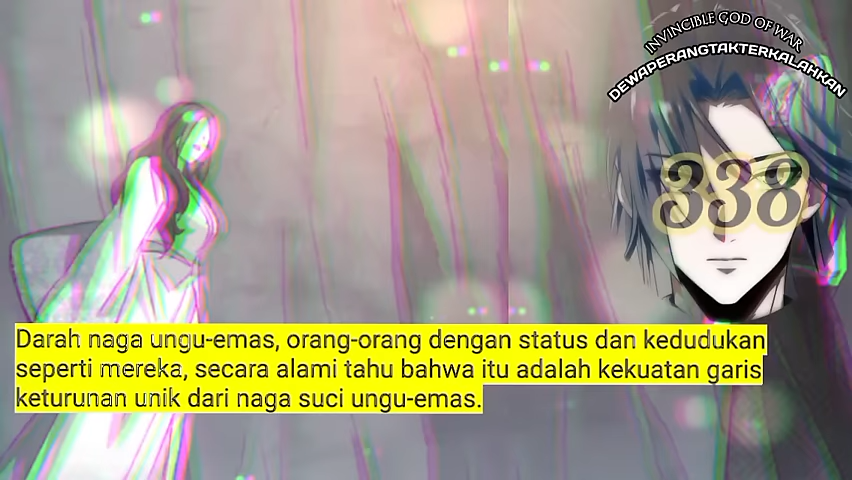 INVINCIBLE GOD OF WAR
DEWAPERANGTAKTERKALAHKAN
338
Darah naga ungu-emas, orang-orang dengan status dan kedudukan
seperti mereka, secara alami tahu bahwa itu adalah kekuatan garis
keturunan unik dari naga suci ungu-emas.